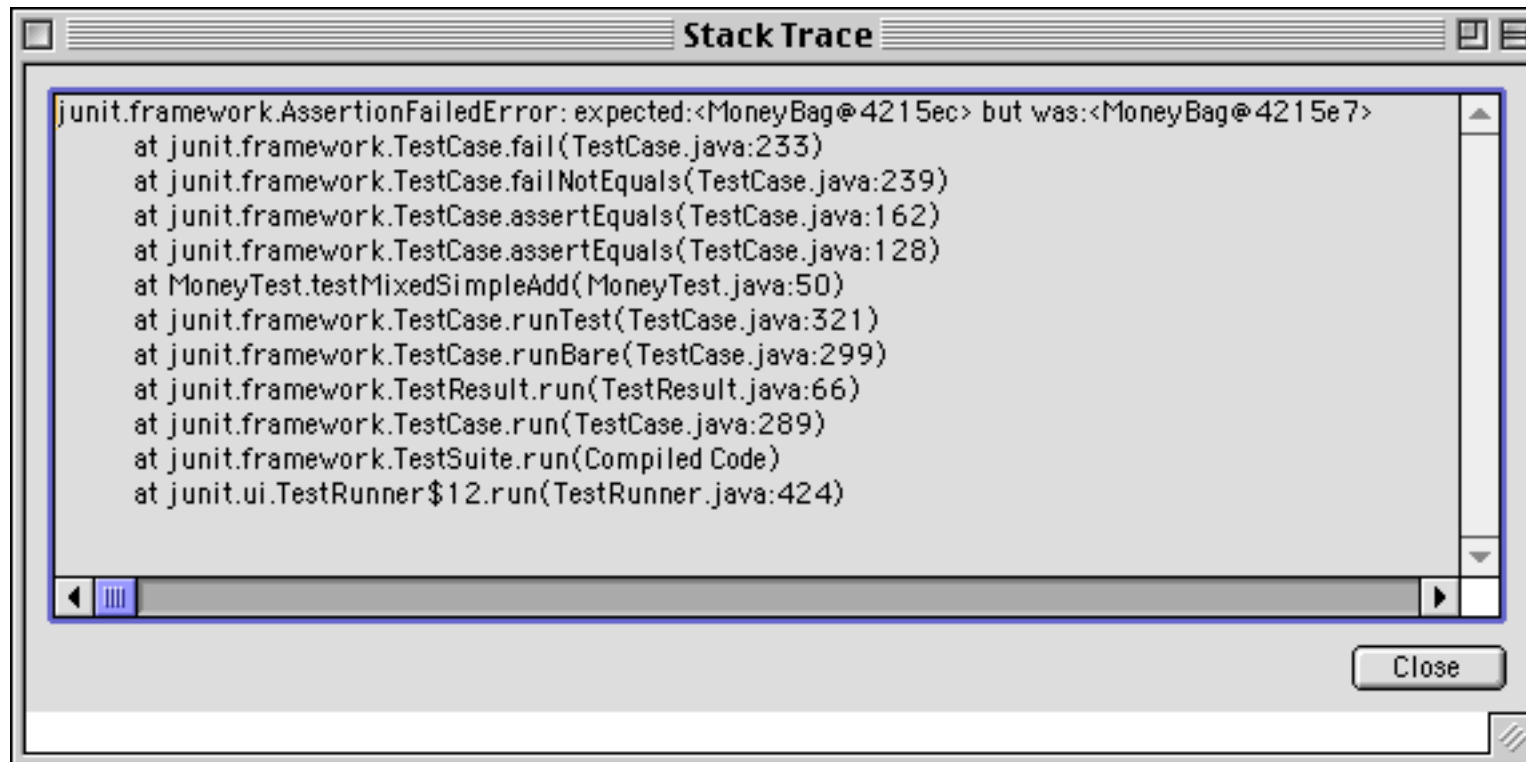 Stack Trace
junit.framework.AssertionFailedError: expected:<MoneyBag@4215ec> but was:<MoneyBag@4215e7>
at junit.framework.TestCase.fail(TestCase.java:233)
at junit.framework.TestCase.failNotEquals(TestCase.java:239)
at junit.framework.TestCase.assertEquals(TestCase.java:162)
at junit.framework.TestCase.assertEquals(TestCase.java:128)
at MoneyTest.testMixedSimpleAdd(MoneyTest.java:50)
at junit.framework.TestCase.runTest(TestCase.java:321)
at junit.framework.TestCase.runBare(TestCase.java:299)
at junit.framework.TestResult.run(TestResult.java:66)
at junit.framework.TestCase.run(TestCase.java:289)
at junit.framework.TestSuite.run(Compiled Code)
at junit.ui.TestRunner$12.run(TestRunner.java:424)
Close